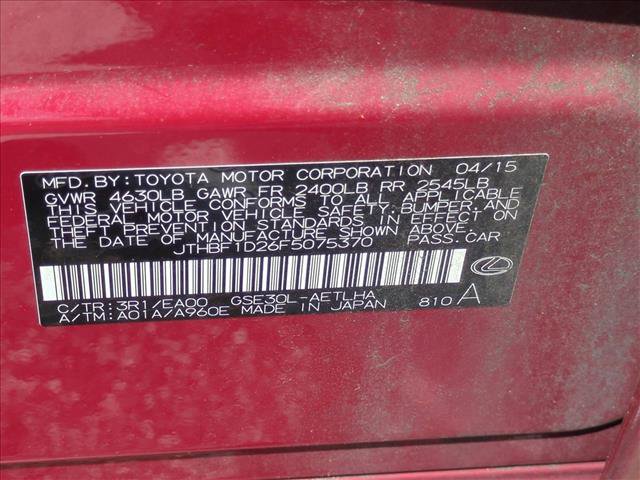 MFD.BY:TOYOTA MOTOR CORPORATION 04/15
GVWR 4630LB GAWR FR 2400LB RR 2545LB
THIS VEHICLE CONFORMS TO ALL APPLICABLE
FEDERAL MOTOR VEHICLE SAFETY,BUMPER,AND
THEFT PREVENTION STANDARDS IN EFFECT ON
THE DATE OF MANUFACTURE SHOWN ABOVE.
JTHBF1D26F5075370 PASS.CAR
C/TR:3R1/EA00 GSE30L-AETLHA
A/TM:A01A/A960E MADE IN JAPAN 810 A